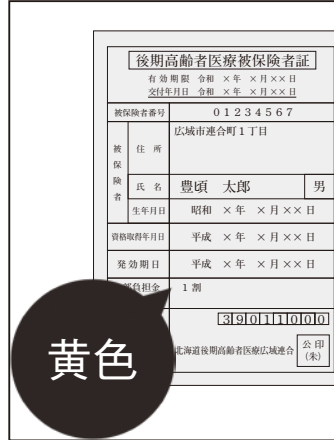 後期高齢者医療被保険者証
有効期限 令和 ×年 ×月××日
交付年月日 令和 ×年 ×月××日
被保険者番号 01234567
被保険者
住所 広域市連合町1丁目
氏名 豊頃 太郎 男
生年月日 昭和 ×年 ×月××日
資格取得年月日 平成 ×年 ×月××日
発効期日 平成 ×年 ×月××日
部負担金 1割
39011000
北海道後期高齢者医療広域連合 公印(朱)
黄色